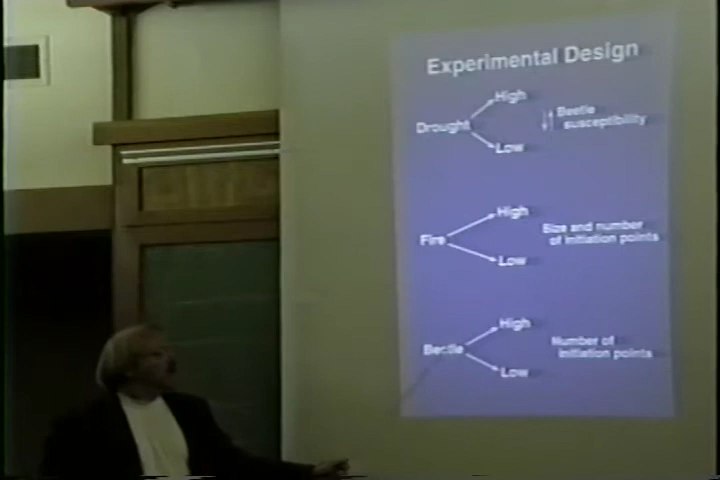 Experimental Design
High
Drought
Beetle
susceptibility
Low
High
Fire
Size and number
of initiation points
Low
High
Beetle
Number of
initiation points
Low